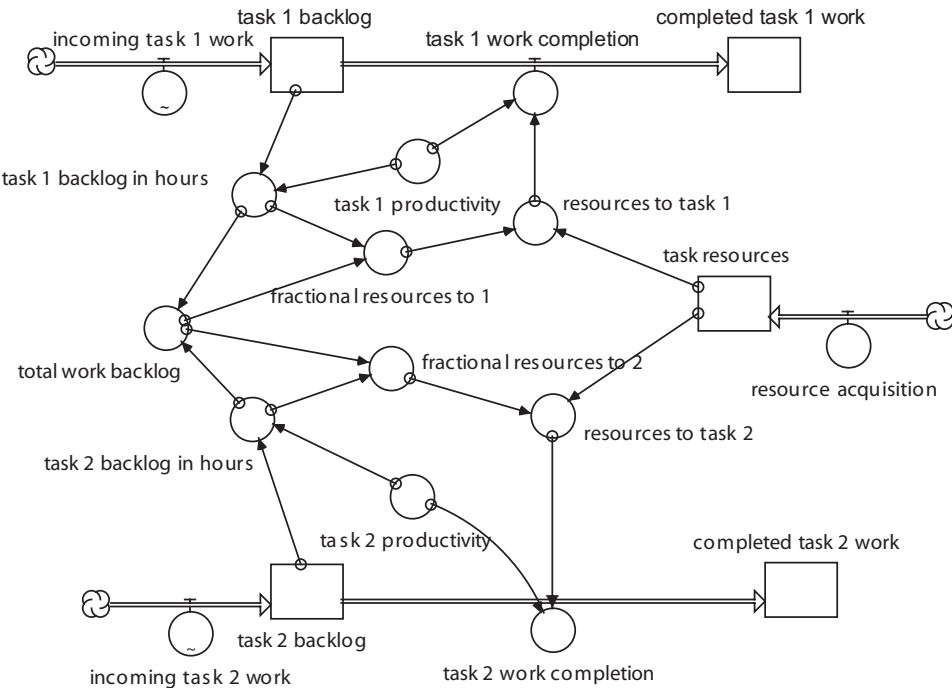 task 1 backlog
completed task 1 work
incoming task 1 work
task 1 work completion
~
task 1 backlog in hours
task 1 productivity
resources to task 1
task resources
fractional resources to 1
total work backlog
fractional resources to 2
resource acquisition
resources to task 2
task 2 backlog in hours
task 2 productivity
completed task 2 work
task 2 backlog
~
incoming task 2 work
task 2 work completion